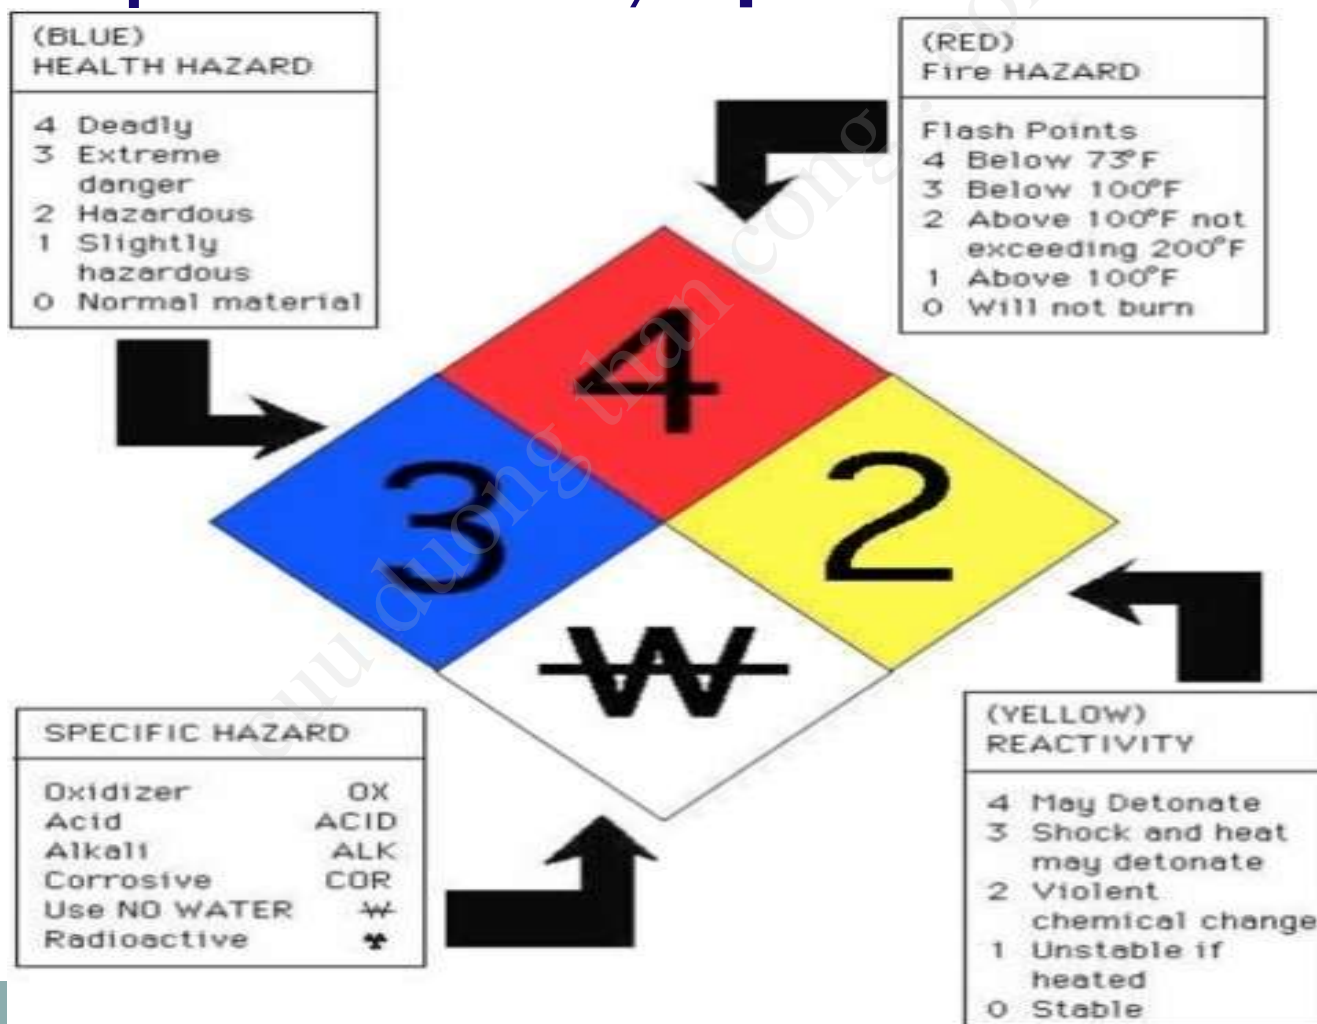 (BLUE)
HEALTH HAZARD
4 Deadly
3 Extreme
danger
2 Hazardous
1 Slightly
hazardous
0 Normal material
(RED)
Fire HAZARD
Flash Points
4 Below 73°F
3 Below 100°F
2 Above 100°F not
exceeding 200°F
1 Above 100°F
0 Will not burn
4
3
2
W
SPECIFIC HAZARD
Oxidizer OX
Acid ACID
Alkali ALK
Corrosive COR
Use NO WATER W
Radioactive
(YELLOW)
REACTIVITY
4 May Detonate
3 Shock and heat
may detonate
2 Violent
chemical change
1 Unstable if
heated
0 Stable
cuu duong than cong .